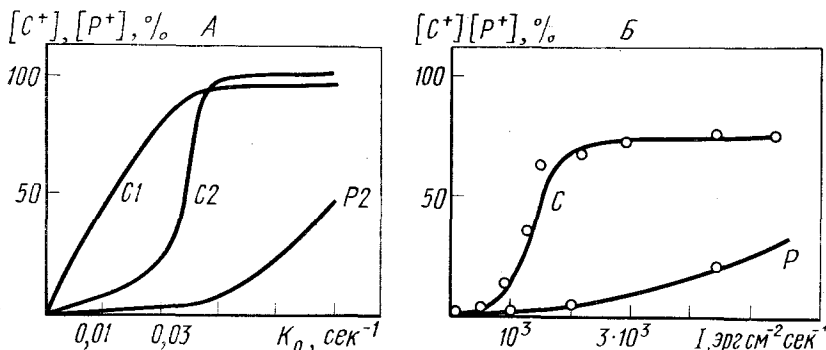 [C⁺],[P⁺],% А
100
50
C1
C2
P2
0,01
0,03
K₀, сек⁻¹
[C⁺][P⁺],% Б
100
50
C
P
10³
3·10³
I, эрг см⁻² сек⁻¹